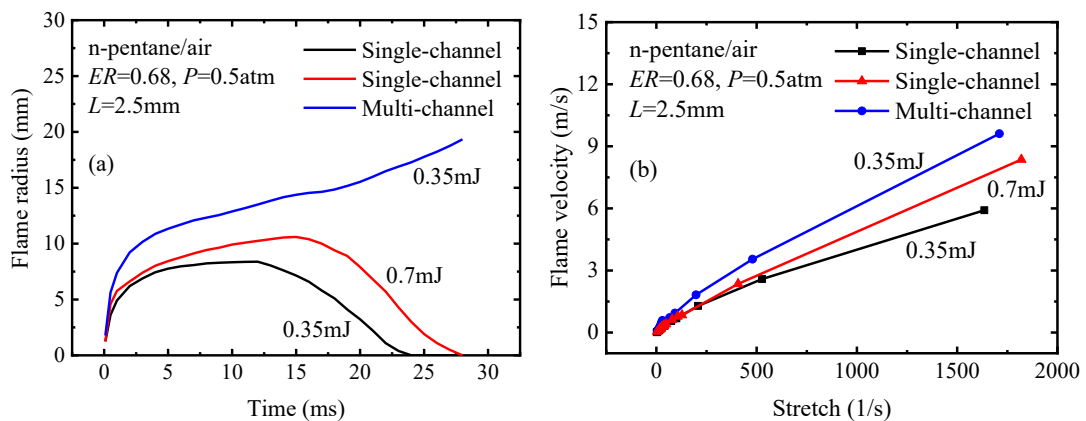 n-pentane/air
ER=0.68, P=0.5atm
L=2.5mm
Single-channel
Single-channel
Multi-channel
(a)
0.35mJ
0.7mJ
0.35mJ
30
25
20
15
10
5
0
0 5 10 15 20 25 30
Flame radius (mm)
Time (ms)
n-pentane/air
ER=0.68, P=0.5atm
L=2.5mm
Single-channel
Single-channel
Multi-channel
(b)
0.35mJ
0.7mJ
0.35mJ
15
12
9
6
3
0
0 500 1000 1500 2000
Flame velocity (m/s)
Stretch (1/s)